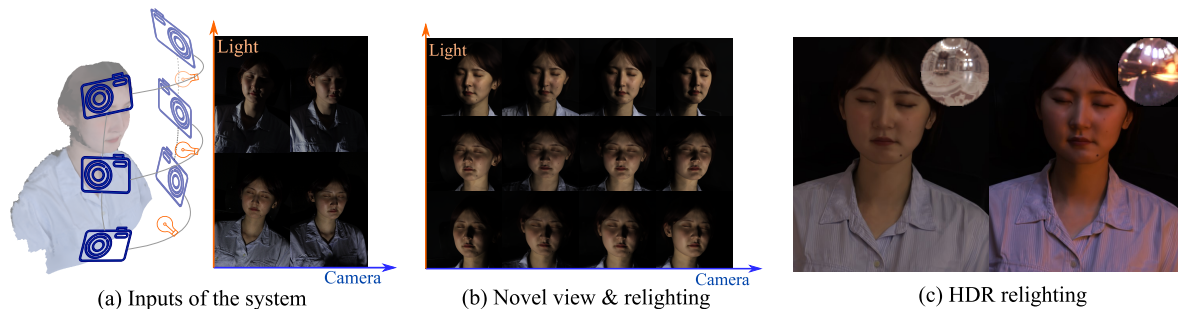 Light
Camera
(a) Inputs of the system
Light
Camera
(b) Novel view & relighting
(c) HDR relighting